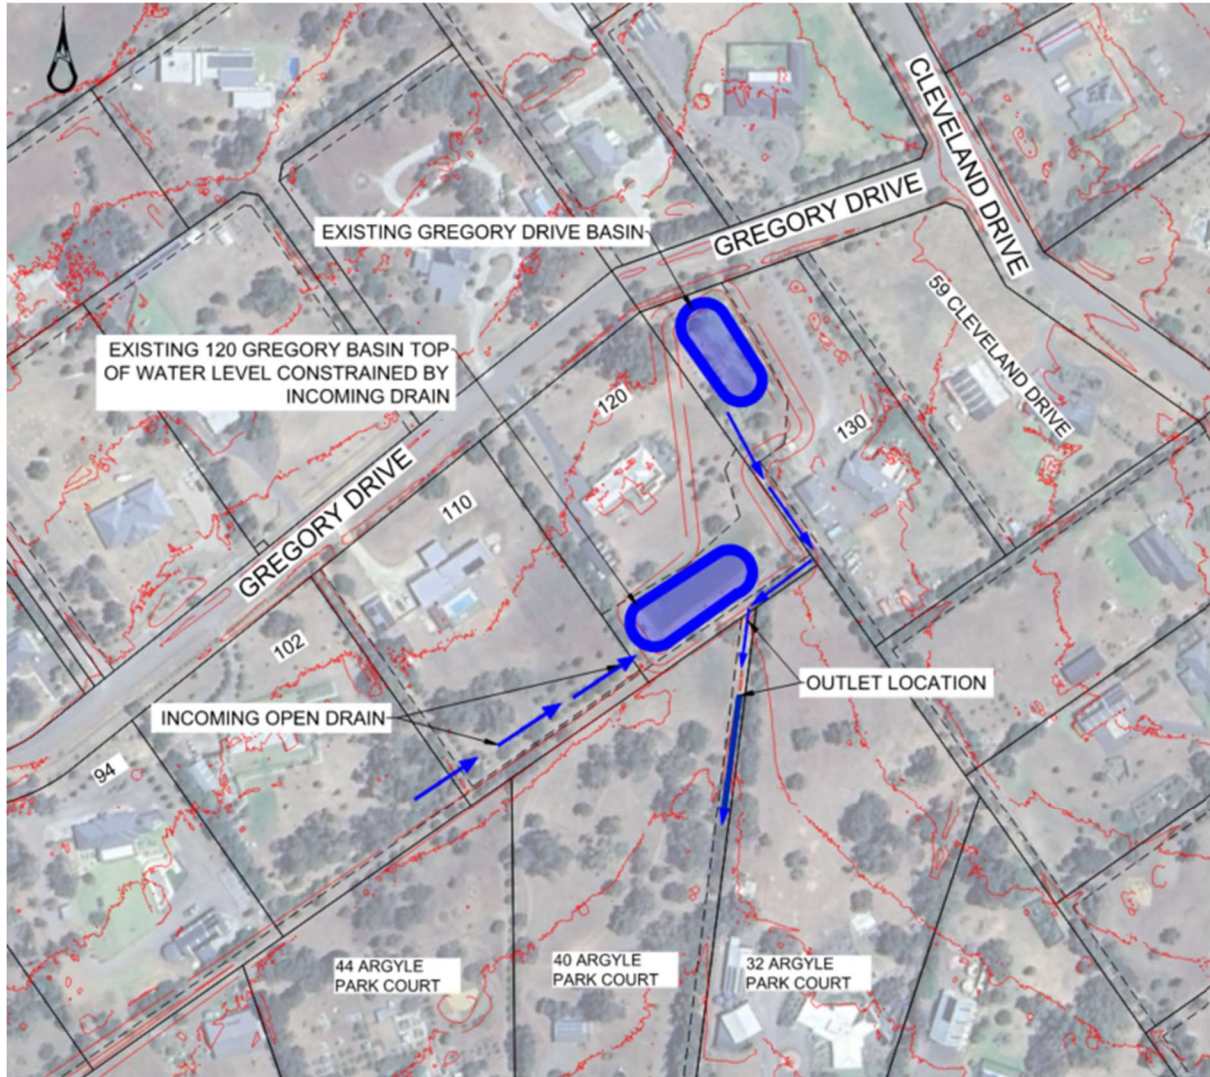 CLEVELAND DRIVE
GREGORY DRIVE
EXISTING GREGORY DRIVE BASIN
59 CLEVELAND DRIVE
EXISTING 120 GREGORY BASIN TOP
OF WATER LEVEL CONSTRAINED BY
INCOMING DRAIN
120
130
GREGORY DRIVE
110
102
OUTLET LOCATION
INCOMING OPEN DRAIN
94
44 ARGYLE
PARK COURT
40 ARGYLE
PARK COURT
32 ARGYLE
PARK COURT